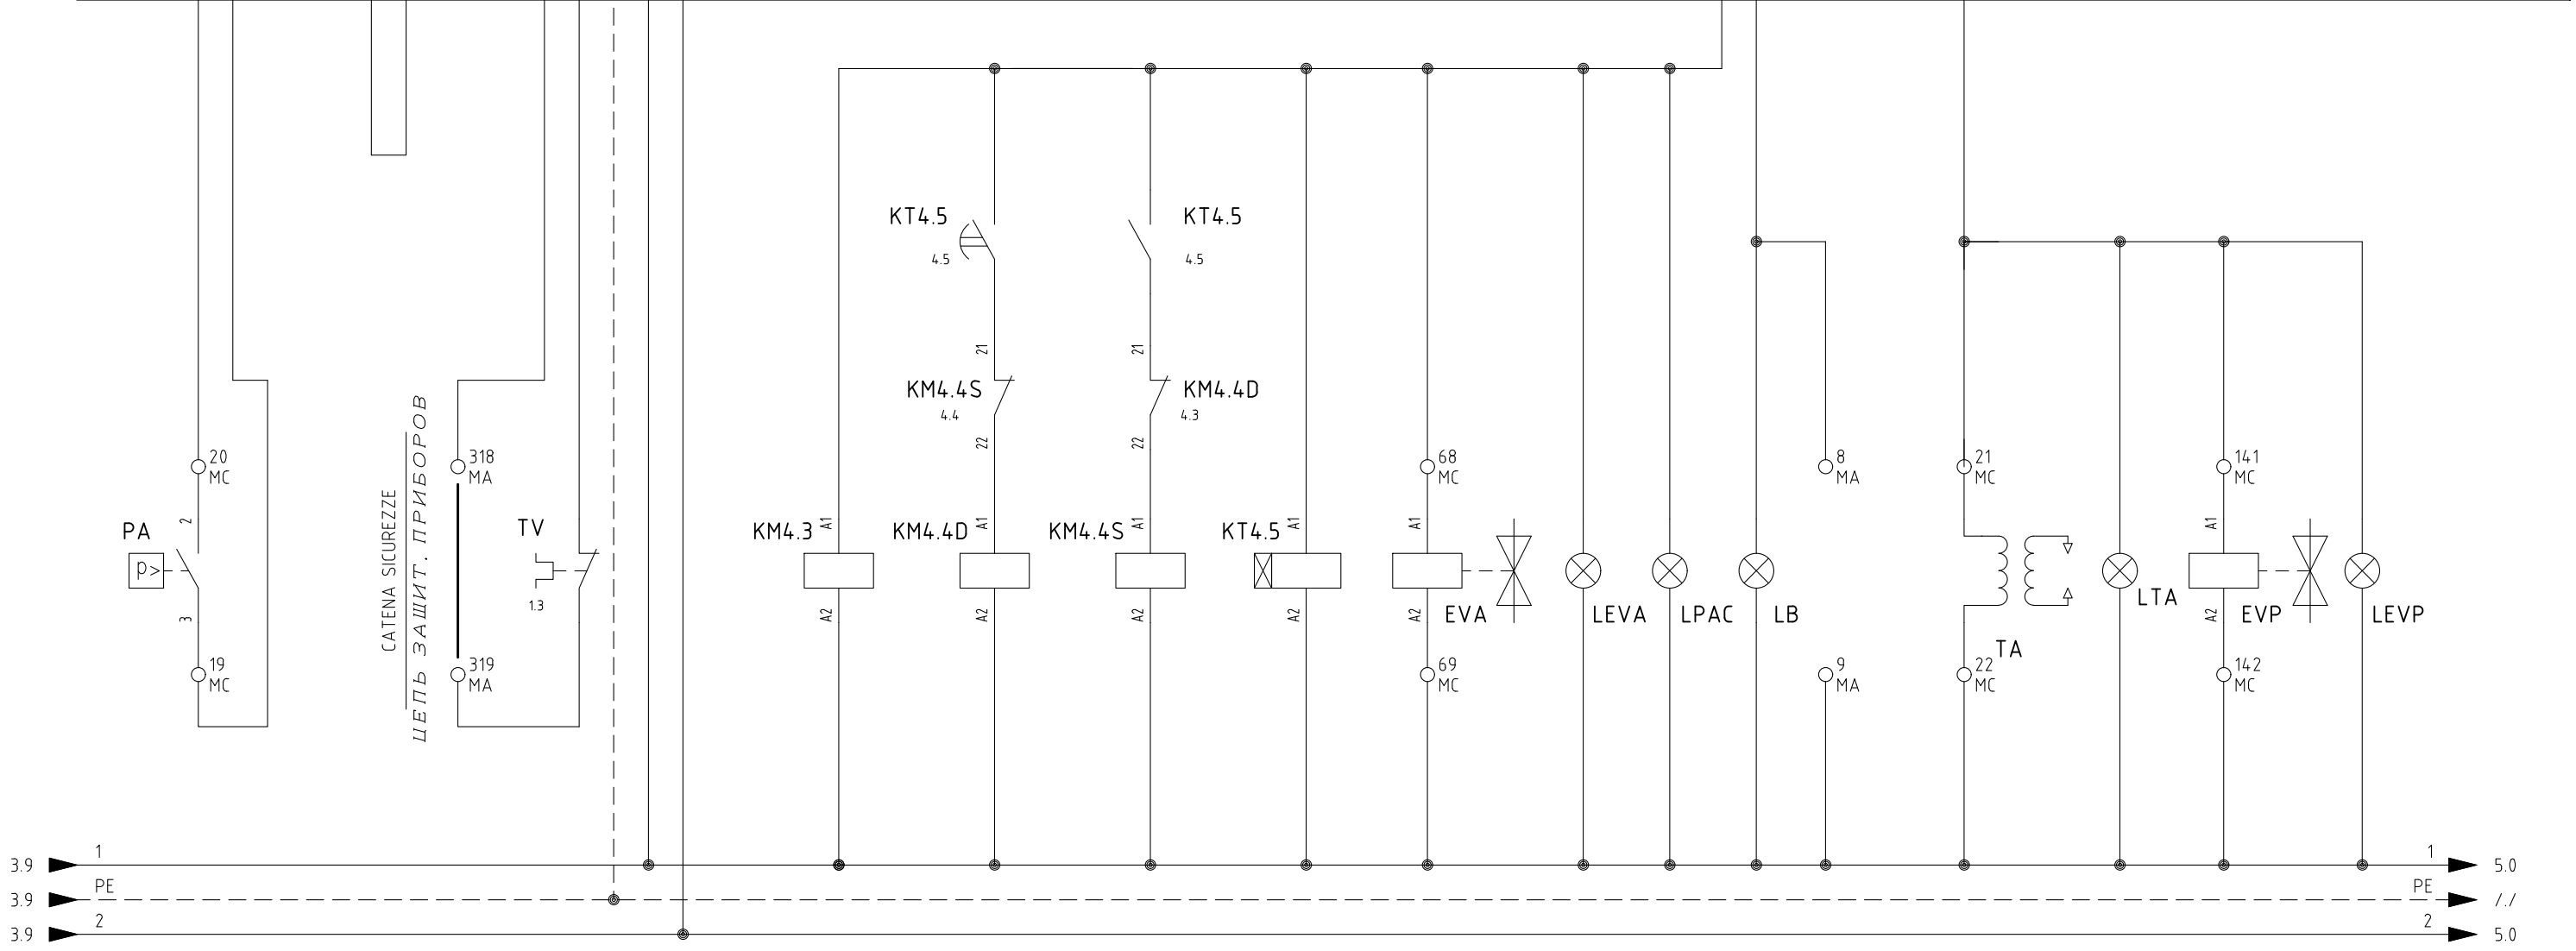 KT4.5
KT4.5
4.5
4.5
21
21
KM4.4S
KM4.4D
4.4
4.3
22
22
20
MC
318
MA
68
MC
8
MA
21
MC
141
MC
CATENA SICUREZZE
ЦЕПЬ ЗАЩИТ. ПРИБОРОВ
PA
2
p>
3
TV
1.3
KM4.3
A1
A2
KM4.4D
A1
A2
KM4.4S
A1
A2
KT4.5
A1
A2
A1
A2
EVA
LEVA
LPAC
LB
TA
LTA
A1
A2
EVP
LEVP
19
MC
319
MA
69
MC
9
MA
22
MC
142
MC
3.9
1
1
5.0
3.9
PE
PE
/./
3.9
2
2
5.0